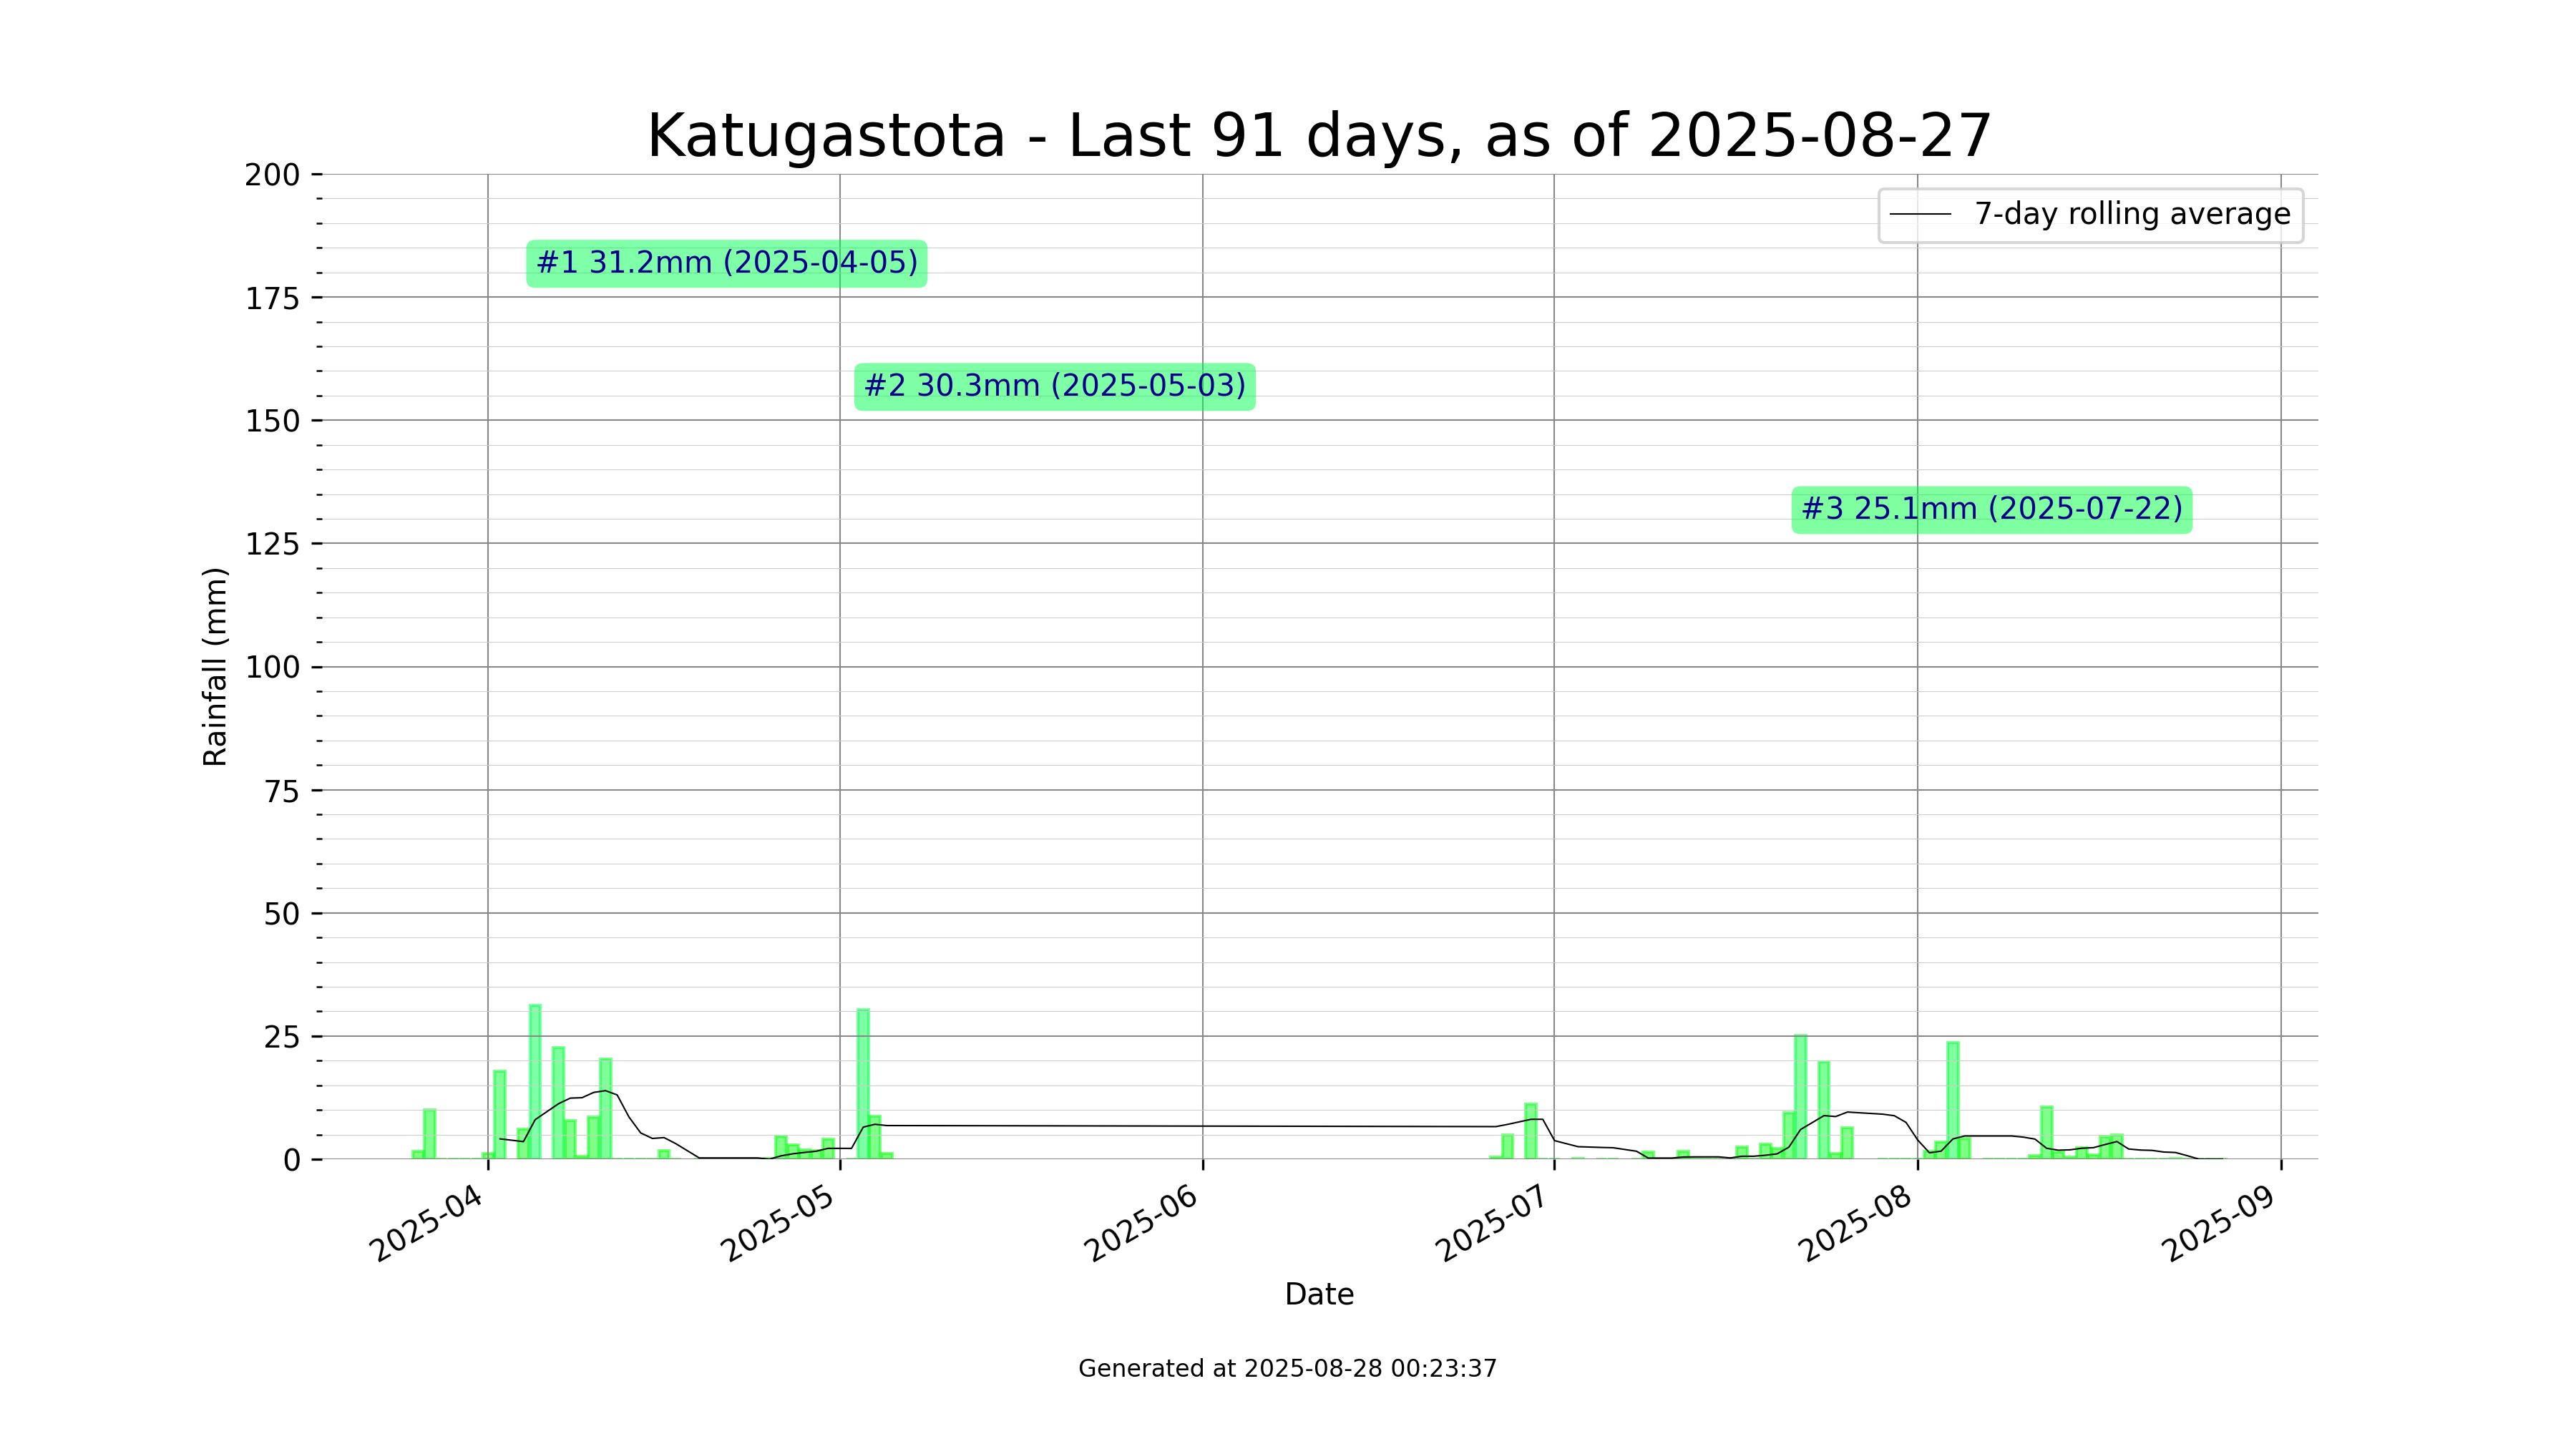 Katugastota - Last 91 days, as of 2025-08-27
200
175
150
125
100
75
50
25
0
Rainfall (mm)
7-day rolling average
#1 31.2mm (2025-04-05)
#2 30.3mm (2025-05-03)
#3 25.1mm (2025-07-22)
2025-04
2025-05
2025-06
2025-07
2025-08
2025-09
Date
Generated at 2025-08-28 00:23:37